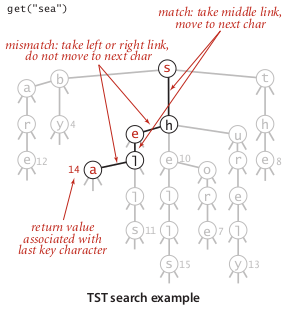 get("sea")
match: take middle link,
move to next char
mismatch: take left or right link,
do not move to next char
s
b
t
a
r
y 4
h
e
u
h
e 12
14 a
l
e 10
o
r
e 8
l
l
r
e
s 11
l
e 7
l
s 15
y 13
return value
associated with
last key character
TST search example